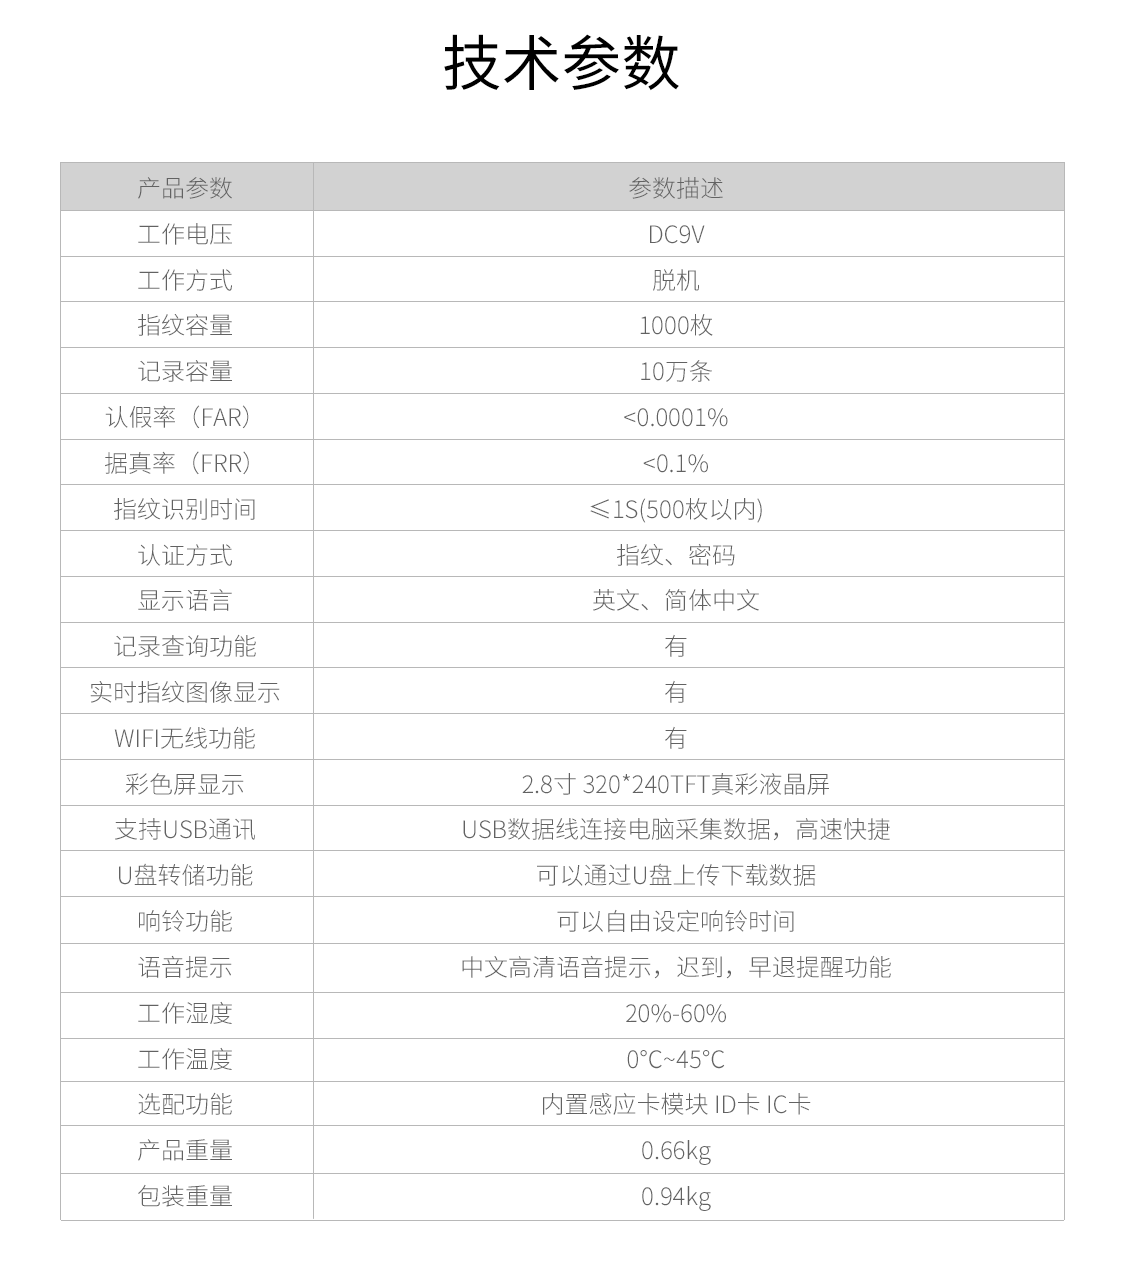 技术参数
产品参数 参数描述
工作电压 DC9V
工作方式 脱机
指纹容量 1000枚
记录容量 10万条
认假率（FAR） <0.0001%
据真率（FRR） <0.1%
指纹识别时间 ≤1S(500枚以内)
认证方式 指纹、密码
显示语言 英文、简体中文
记录查询功能 有
实时指纹图像显示 有
WIFI无线功能 有
彩色屏显示 2.8寸 320*240TFT真彩液晶屏
支持USB通讯 USB数据线连接电脑采集数据，高速快捷
U盘转储功能 可以通过U盘上传下载数据
响铃功能 可以自由设定响铃时间
语音提示 中文高清语音提示，迟到，早退提醒功能
工作湿度 20%-60%
工作温度 0°C~45°C
选配功能 内置感应卡模块 ID卡 IC卡
产品重量 0.66kg
包装重量 0.94kg